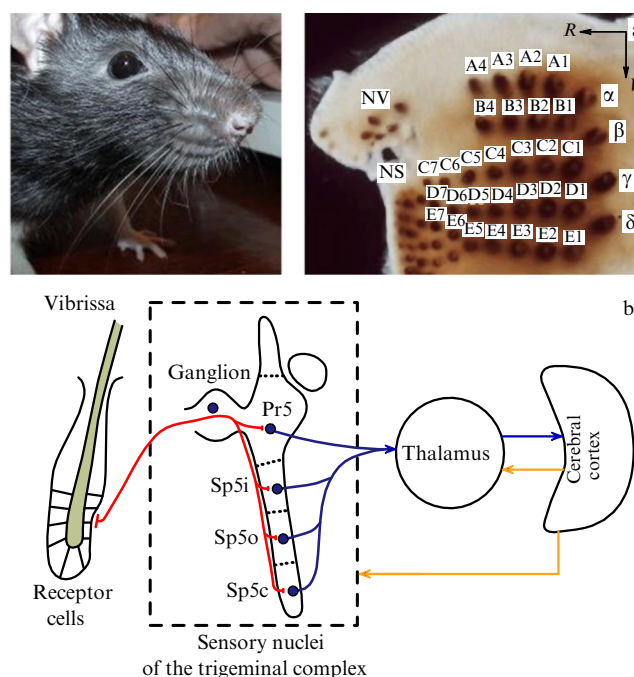 R
a
A4 A3 A2 A1
NV
α
B4 B3 B2 B1
β
NS
C7 C6 C5 C4 C3 C2 C1
γ
D7 D6 D5 D4 D3 D2 D1
E7 E6 E5 E4 E3 E2 E1
δ
b
Vibrissa
Ganglion
Pr5
Thalamus
Cerebral
cortex
Sp5i
Sp5o
Sp5c
Receptor
cells
Sensory nuclei
of the trigeminal complex